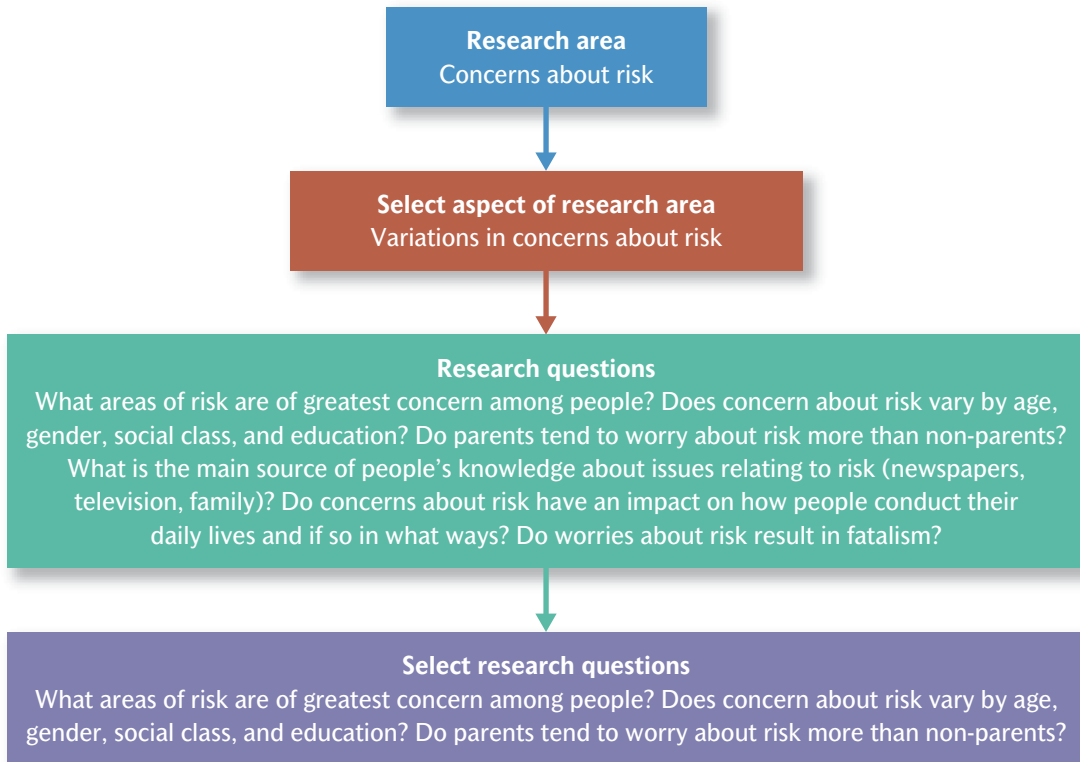 Research area
Concerns about risk
Select aspect of research area
Variations in concerns about risk
Research questions
What areas of risk are of greatest concern among people? Does concern about risk vary by age,
gender, social class, and education? Do parents tend to worry about risk more than non-parents?
What is the main source of people’s knowledge about issues relating to risk (newspapers,
television, family)? Do concerns about risk have an impact on how people conduct their
daily lives and if so in what ways? Do worries about risk result in fatalism?
Select research questions
What areas of risk are of greatest concern among people? Does concern about risk vary by age,
gender, social class, and education? Do parents tend to worry about risk more than non-parents?